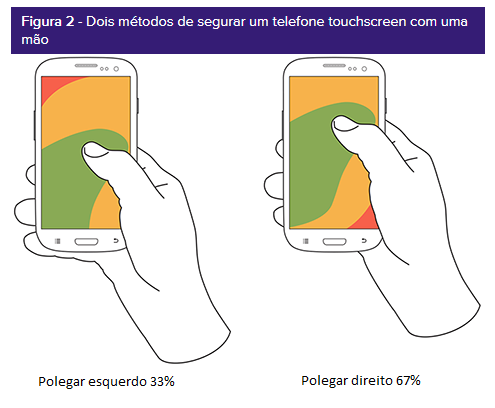 Figura 2 - Dois métodos de segurar um telefone touchscreen com uma
mão
Polegar esquerdo 33%
Polegar direito 67%